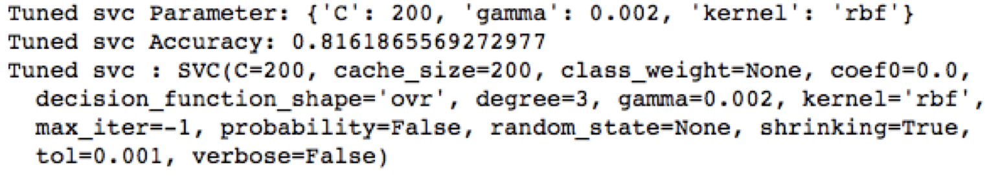 Tuned svc Parameter: {'C': 200, 'gamma': 0.002, 'kernel': 'rbf'}
Tuned svc Accuracy: 0.8161865569272977
Tuned svc : SVC(C=200, cache_size=200, class_weight=None, coef0=0.0,
  decision_function_shape='ovr', degree=3, gamma=0.002, kernel='rbf',
  max_iter=-1, probability=False, random_state=None, shrinking=True,
  tol=0.001, verbose=False)